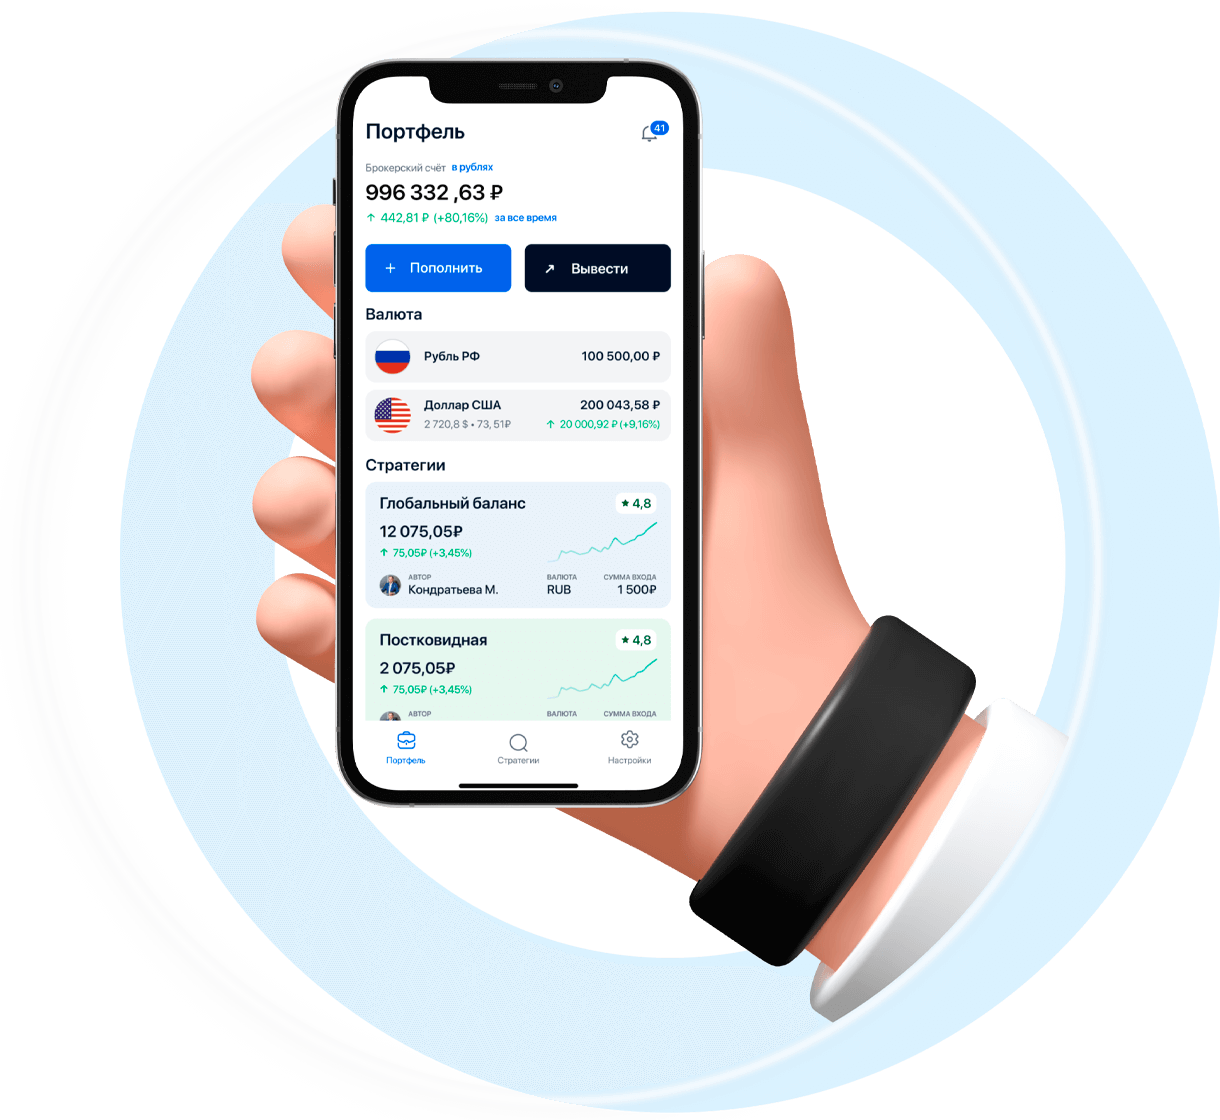 Портфель
41
Брокерский счёт в рублях
996 332 ,63 ₽
↑ 442,81 ₽ (+80,16%) за все время
+ Пополнить
↗ Вывести
Валюта
Рубль РФ 100 500,00 ₽
Доллар США 200 043,58 ₽
2 720,8 $ • 73, 51₽ ↑ 20 000,92 ₽ (+9,16%)
Стратегии
Глобальный баланс ★ 4,8
12 075,05₽
↑ 75,05₽ (+3,45%)
АВТОР ВАЛЮТА СУММА ВХОДА
Кондратьева М. RUB 1 500₽
Постковидная ★ 4,8
2 075,05₽
↑ 75,05₽ (+3,45%)
АВТОР ВАЛЮТА СУММА ВХОДА
Портфель Стратегии Настройки